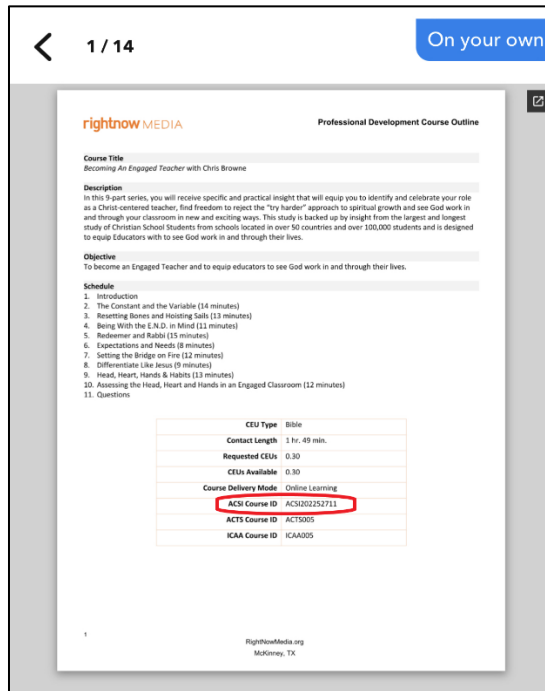 1 / 14
On your own
rightnow MEDIA
Professional Development Course Outline
Course Title
Becoming An Engaged Teacher with Chris Browne
Description
In this 9-part series, you will receive specific and practical insight that will equip you to identify and celebrate your role
as a Christ-centered teacher, find freedom to reject the "try harder" approach to spiritual growth and see God work in
and through your classroom in new and exciting ways. This study is backed up by insight from the largest and longest
study of Christian School Students from schools located in over 50 countries and over 100,000 students and is designed
to equip Educators with to see God work in and through their lives.
Objective
To become an Engaged Teacher and to equip educators to see God work in and through their lives.
Schedule
1. Introduction
2. The Constant and the Variable (14 minutes)
3. Resetting Bones and Hoisting Sails (13 minutes)
4. Being With the E.N.D. in Mind (11 minutes)
5. Redeemer and Rabbi (15 minutes)
6. Expectations and Needs (8 minutes)
7. Setting the Bridge on Fire (12 minutes)
8. Differentiate Like Jesus (9 minutes)
9. Head, Heart, Hands & Habits (13 minutes)
10. Assessing the Head, Heart and Hands in an Engaged Classroom (12 minutes)
11. Questions
CEU Type Bible
Contact Length 1 hr. 49 min.
Requested CEUs 0.30
CEUs Available 0.30
Course Delivery Mode Online Learning
ACSI Course ID ACSI202252711
ACTS Course ID ACTS005
ICAA Course ID ICAA005
1
RightNowMedia.org
McKinney, TX